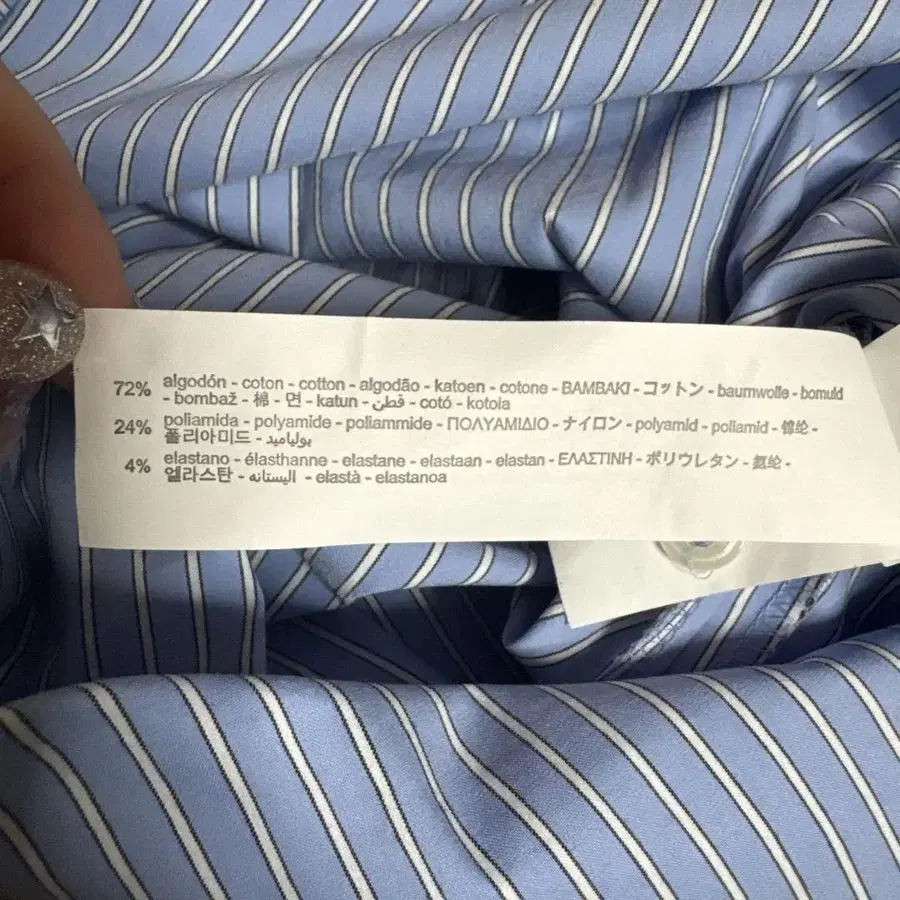 72% algodón - coton - cotton - algodão - katoen - cotone - ΒΑΜΒΑΚΙ - コットン - baumwolle - bomuld
- bombaž - 棉 - 면 - katun - قطن - cotó - kotoia
24% poliamida - polyamide - poliammide - ΠΟΛΥΑΜΙΔΙΟ - ナイロン - polyamid - poliamid - 锦纶 -
폴리아미드 - بولياميد
4% elastano - élasthanne - elastane - elastaan - elastan - ΕΛΑΣΤΙΝΗ - ポリウレタン - 氨纶 -
엘라스탄 - اليستانه - elastà - elastanoa